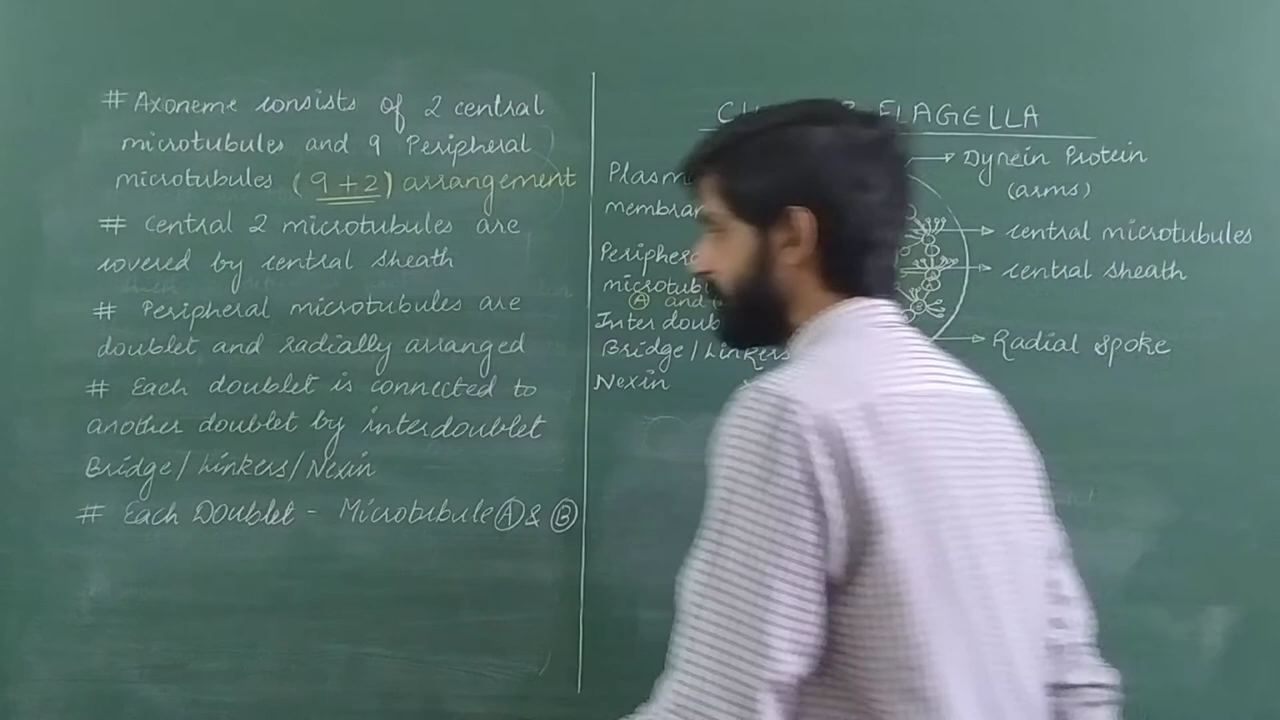 # Axoneme consists of 2 central
microtubules and 9 Peripheral
microtubules (9+2) arrangement
# Central 2 microtubules are
covered by central sheath
# Peripheral microtubules are
doublet and radially arranged
# Each doublet is connected to
another doublet by interdoublet
Bridge/Linkers/Nexin
# Each Doublet - Microtubule Ⓐ & Ⓑ
FLAGELLA
Plasm
membran
Periphera
microtub
Ⓐ and
Inter doub
Bridge/Linkers
Nexin
Dynein Protein
(arms)
central microtubules
central sheath
Radial spoke